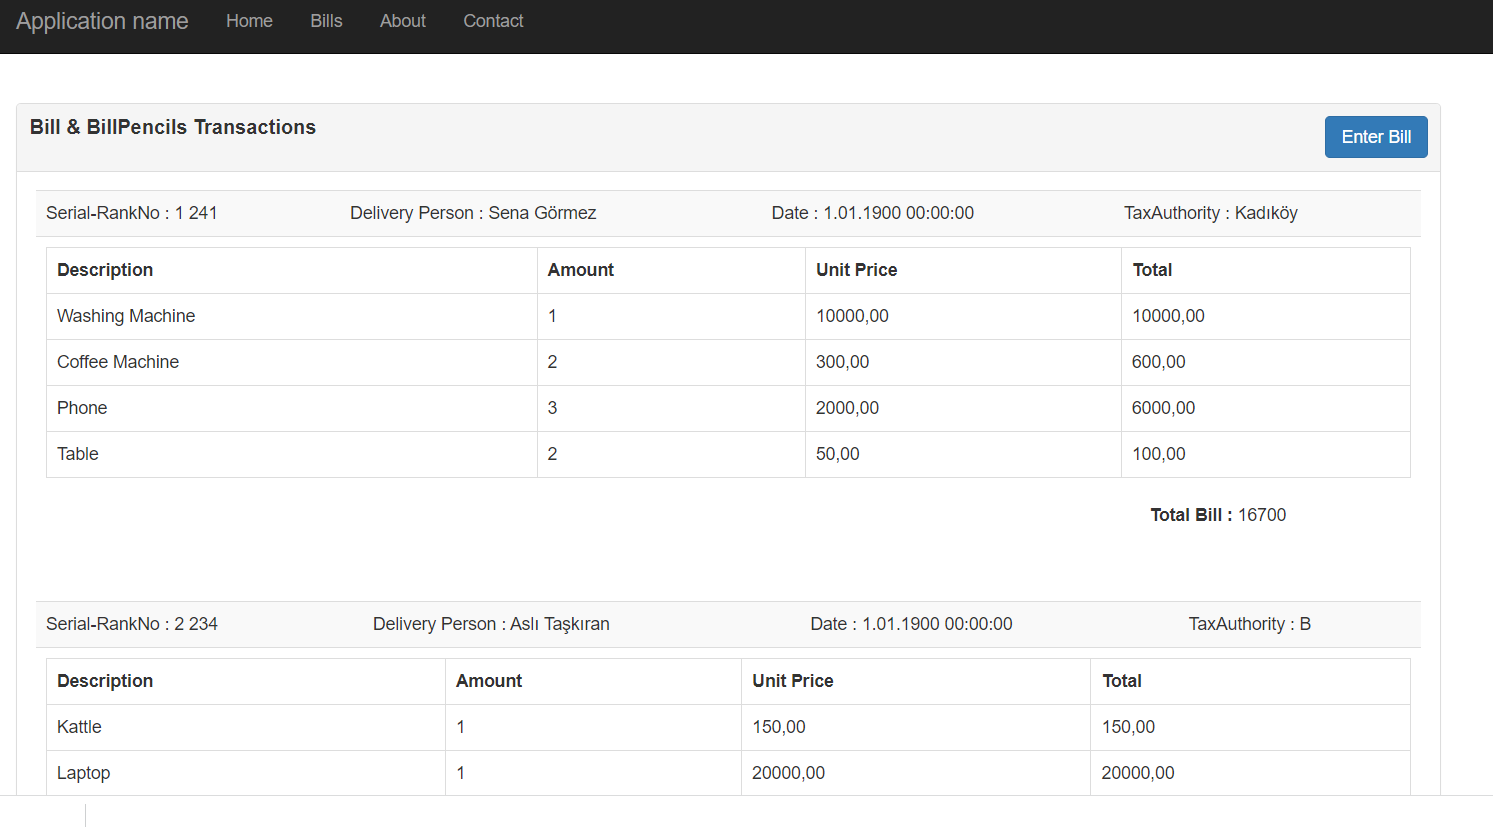 Application name Home Bills About Contact
Bill & BillPencils Transactions
Enter Bill
Serial-RankNo : 1 241 Delivery Person : Sena Görmez Date : 1.01.1900 00:00:00 TaxAuthority : Kadıköy
Description Amount Unit Price Total
Washing Machine 1 10000,00 10000,00
Coffee Machine 2 300,00 600,00
Phone 3 2000,00 6000,00
Table 2 50,00 100,00
Total Bill : 16700
Serial-RankNo : 2 234 Delivery Person : Aslı Taşkıran Date : 1.01.1900 00:00:00 TaxAuthority : B
Description Amount Unit Price Total
Kattle 1 150,00 150,00
Laptop 1 20000,00 20000,00